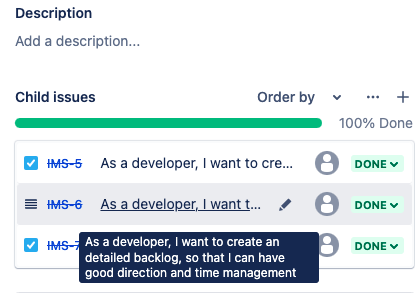 Description
Add a description...
Child issues Order by ... +
100% Done
IMS-5 As a developer, I want to cre... DONE
IMS-6 As a developer, I want t... DONE
IMS-7 DONE
As a developer, I want to create an
detailed backlog, so that I can have
good direction and time management